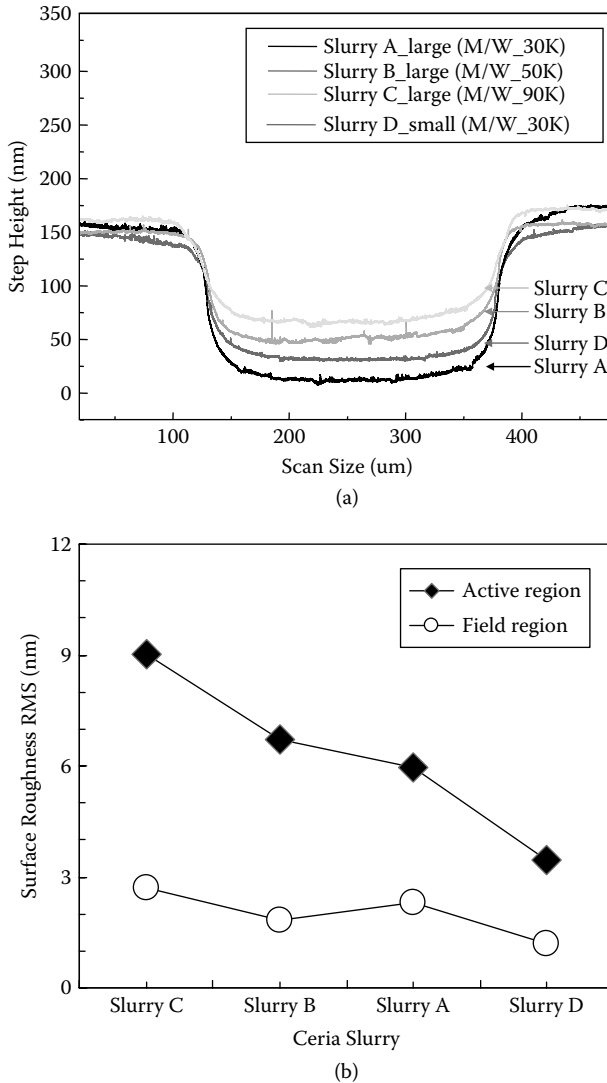 350
300
250
200
150
100
50
0
Step Height (nm)
Slurry A_large (M/W_30K)
Slurry B_large (M/W_50K)
Slurry C_large (M/W_90K)
Slurry D_small (M/W_30K)
Slurry C
Slurry B
Slurry D
Slurry A
100 200 300 400
Scan Size (um)
(a)
12
9
6
3
0
Surface Roughness RMS (nm)
Active region
Field region
Slurry C Slurry B Slurry A Slurry D
Ceria Slurry
(b)